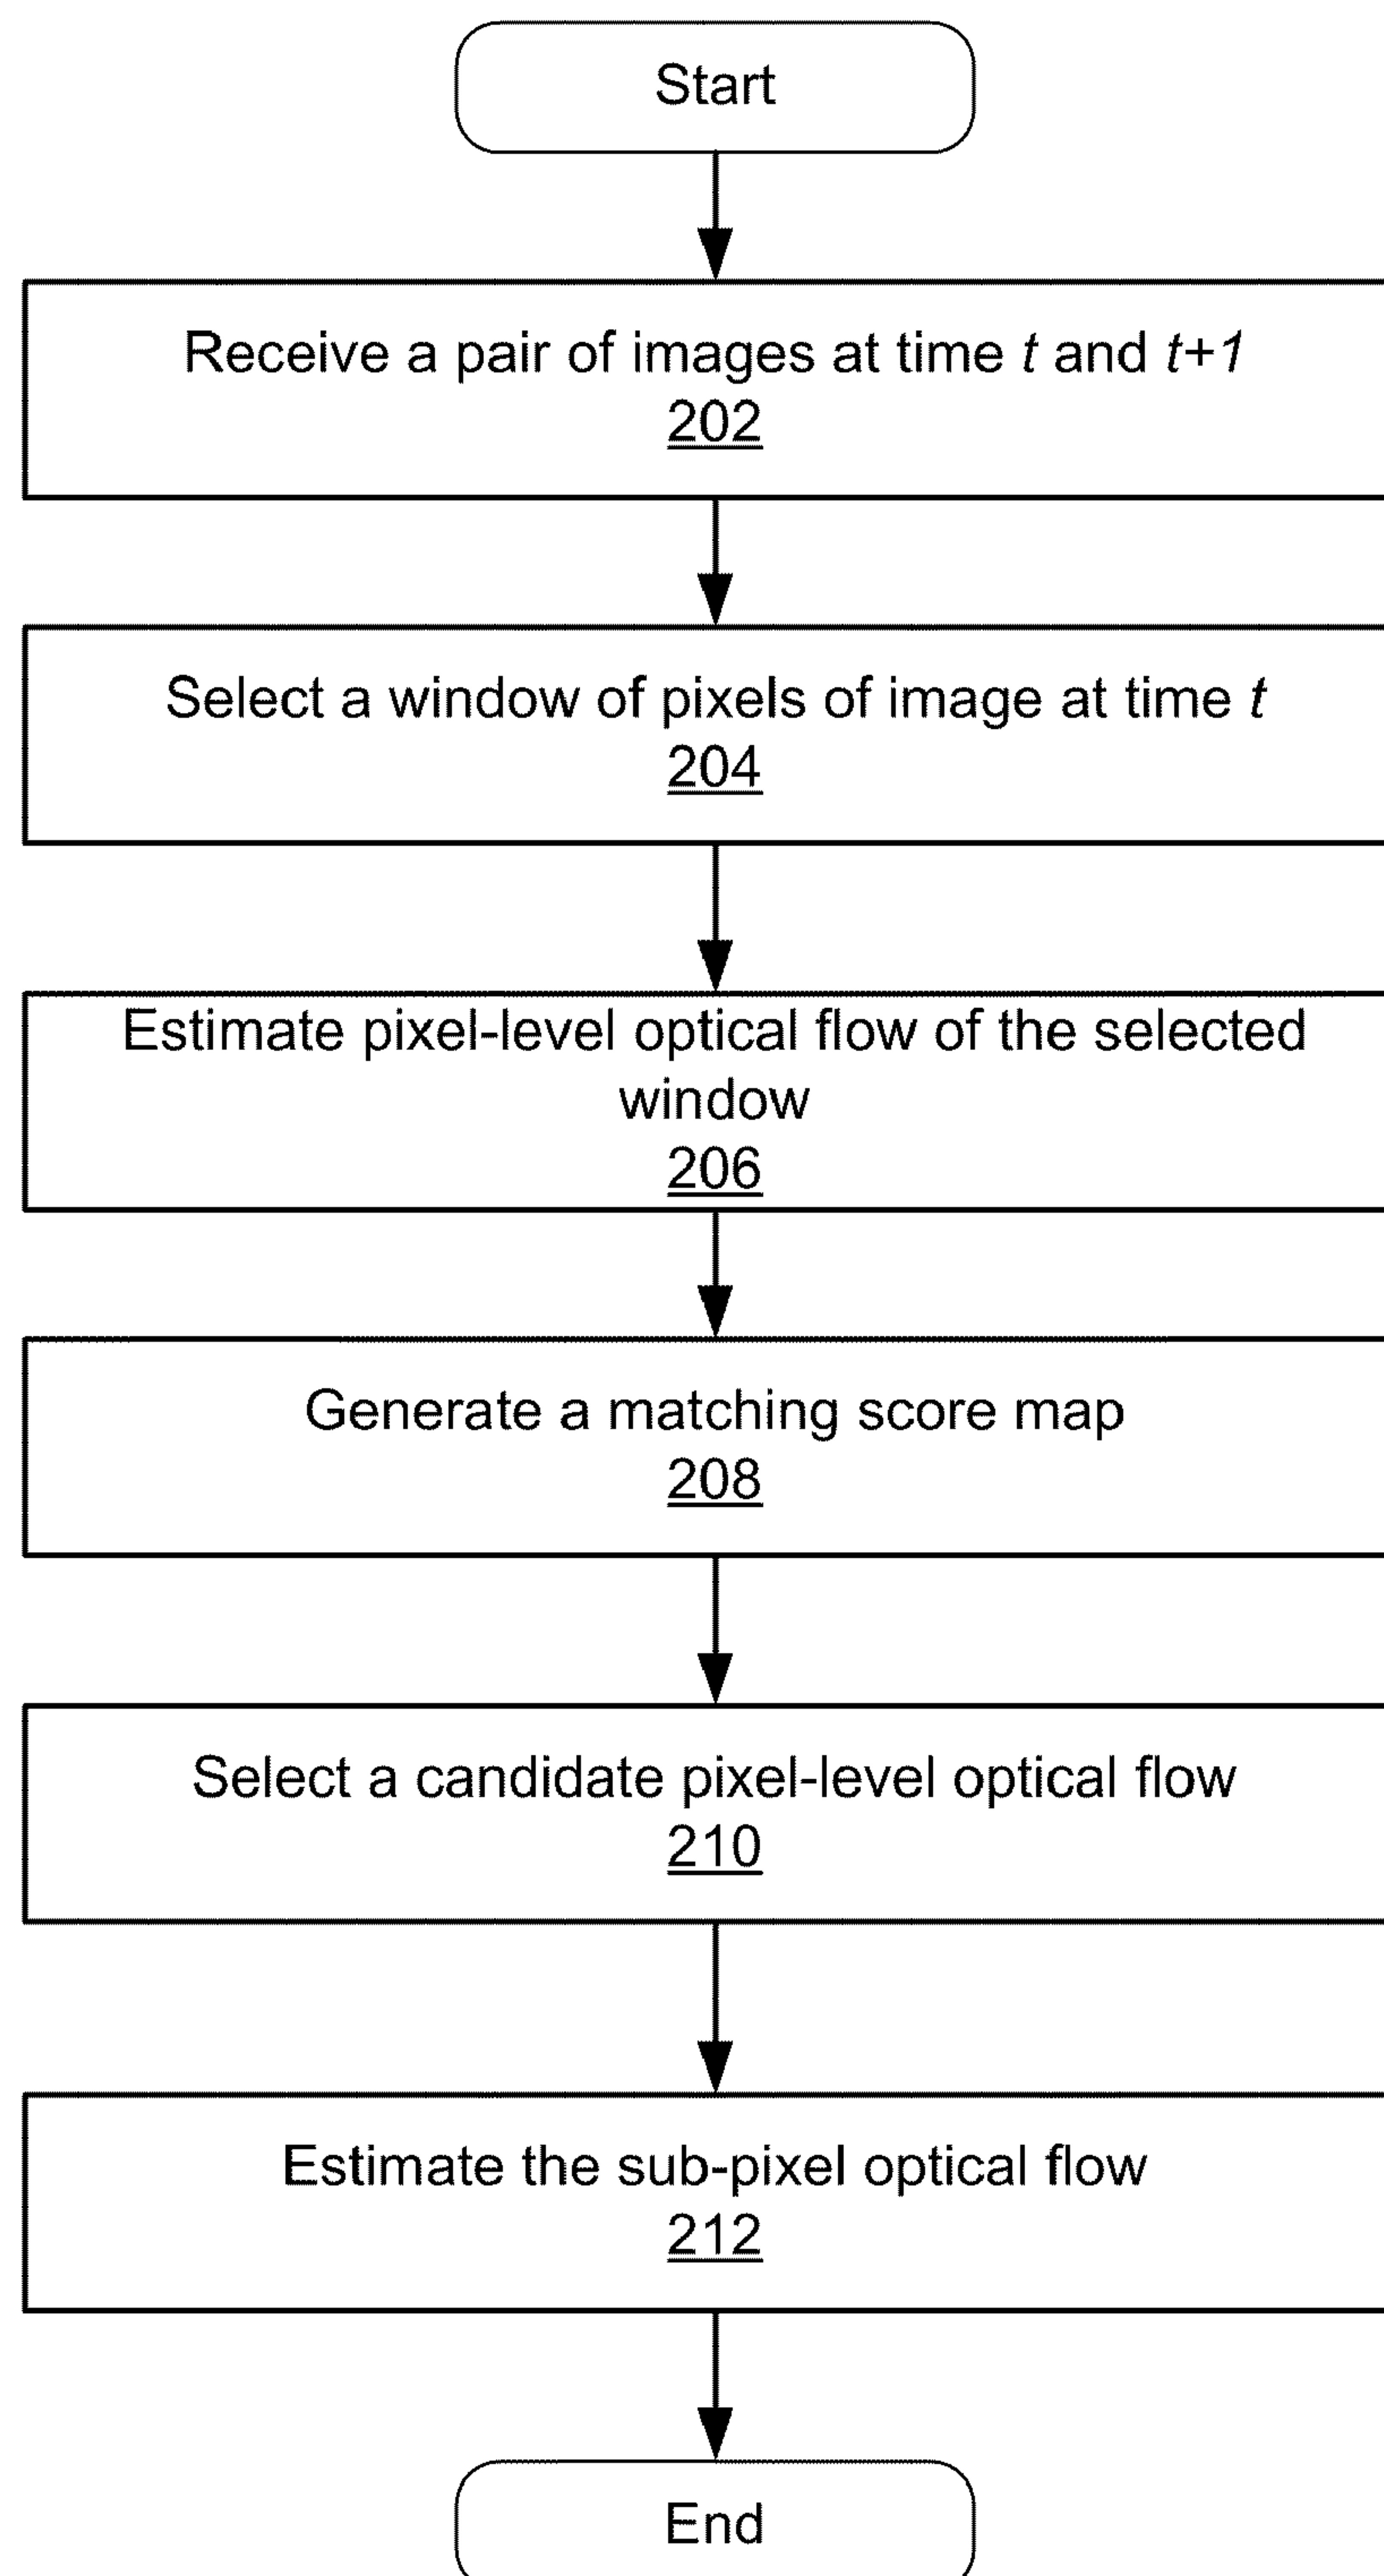 Start
Receive a pair of images at time t and t+1
202
Select a window of pixels of image at time t
204
Estimate pixel-level optical flow of the selected
window
206
Generate a matching score map
208
Select a candidate pixel-level optical flow
210
Estimate the sub-pixel optical flow
212
End